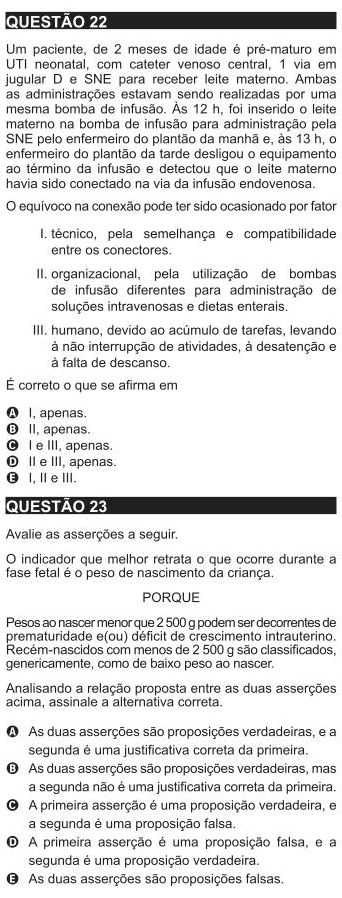 QUESTÃO 22
Um paciente, de 2 meses de idade é pré-maturo em
UTI neonatal, com cateter venoso central, 1 via em
jugular D e SNE para receber leite materno. Ambas
as administrações estavam sendo realizadas por uma
mesma bomba de infusão. Às 12 h, foi inserido o leite
materno na bomba de infusão para administração pela
SNE pelo enfermeiro do plantão da manhã e, às 13 h, o
enfermeiro do plantão da tarde desligou o equipamento
ao término da infusão e detectou que o leite materno
havia sido conectado na via da infusão endovenosa.
O equívoco na conexão pode ter sido ocasionado por fator
I. técnico, pela semelhança e compatibilidade
entre os conectores.
II. organizacional, pela utilização de bombas
de infusão diferentes para administração de
soluções intravenosas e dietas enterais.
III. humano, devido ao acúmulo de tarefas, levando
à não interrupção de atividades, à desatenção e
à falta de descanso.
É correto o que se afirma em
A I, apenas.
B II, apenas.
C I e III, apenas.
D II e III, apenas.
E I, II e III.
QUESTÃO 23
Avalie as asserções a seguir.
O indicador que melhor retrata o que ocorre durante a
fase fetal é o peso de nascimento da criança.
PORQUE
Pesos ao nascer menor que 2 500 g podem ser decorrentes de
prematuridade e(ou) déficit de crescimento intrauterino.
Recém-nascidos com menos de 2 500 g são classificados,
genericamente, como de baixo peso ao nascer.
Analisando a relação proposta entre as duas asserções
acima, assinale a alternativa correta.
A As duas asserções são proposições verdadeiras, e a
segunda é uma justificativa correta da primeira.
B As duas asserções são proposições verdadeiras, mas
a segunda não é uma justificativa correta da primeira.
C A primeira asserção é uma proposição verdadeira, e
a segunda é uma proposição falsa.
D A primeira asserção é uma proposição falsa, e a
segunda é uma proposição verdadeira.
E As duas asserções são proposições falsas.